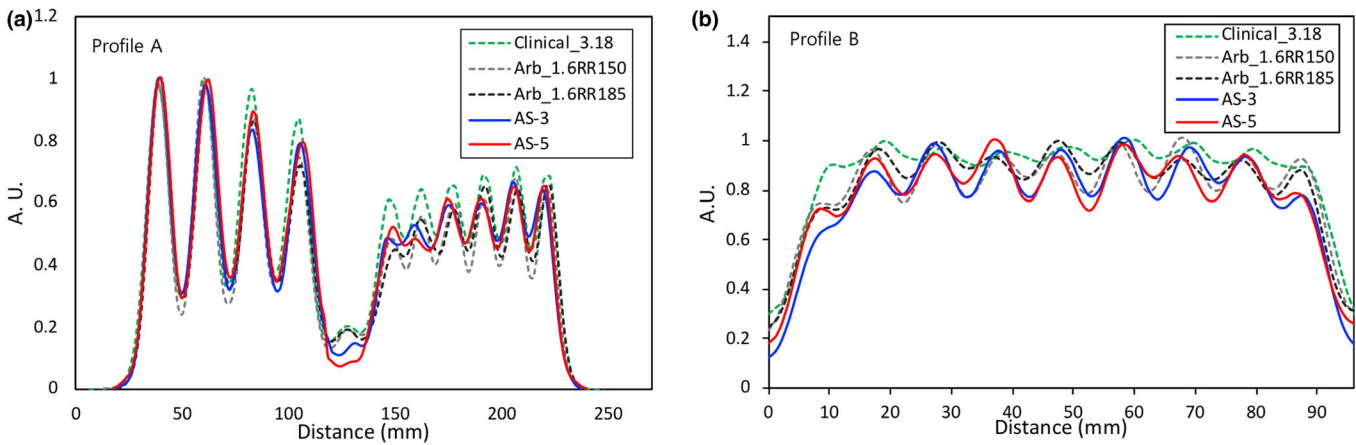 (a)
1.2
1
0.8
0.6
0.4
0.2
0
A. U.
Profile A
Clinical_3.18
Arb_1.6RR150
Arb_1.6RR185
AS-3
AS-5
0 50 100 150 200 250
Distance (mm)
(b)
1.4
1.2
1.0
0.8
0.6
0.4
0.2
0
A.U.
Profile B
Clinical_3.18
Arb_1.6RR150
Arb_1.6RR185
AS-3
AS-5
0 10 20 30 40 50 60 70 80 90
Distance (mm)